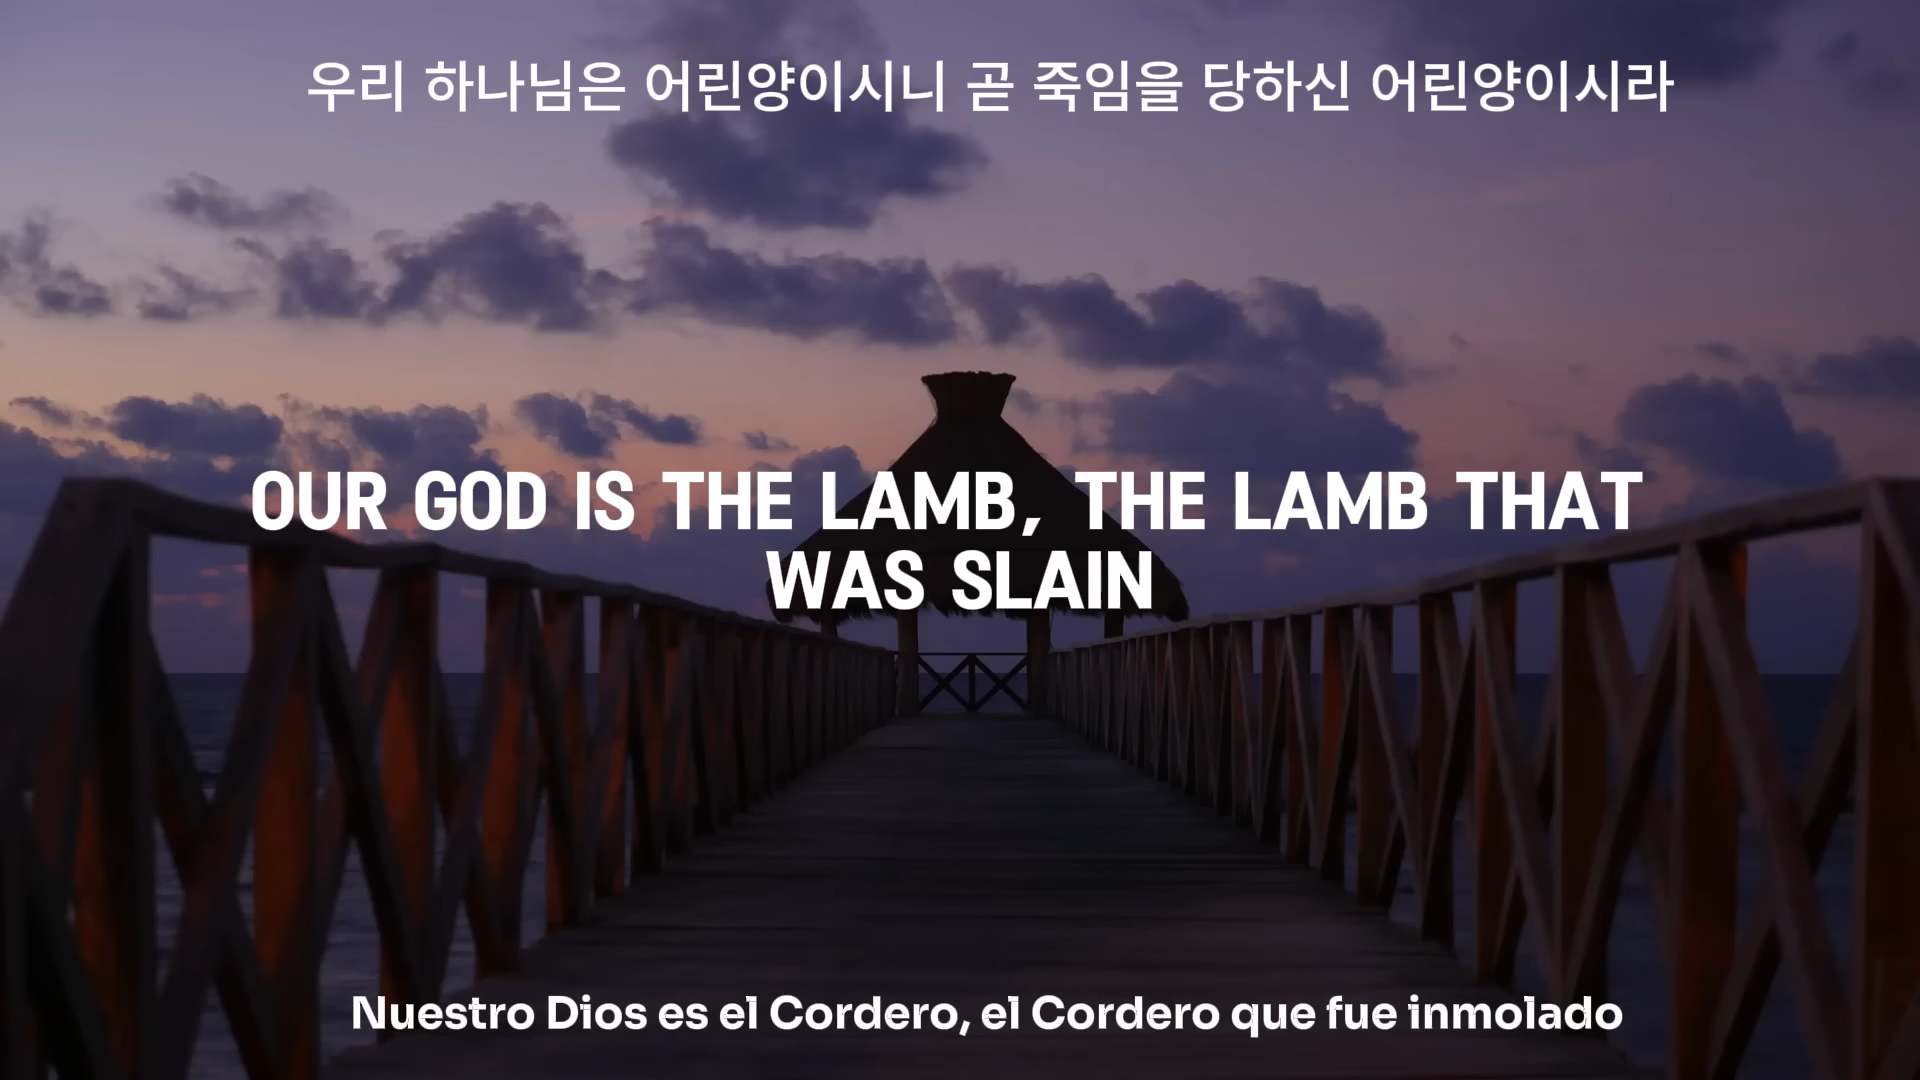 우리 하나님은 어린양이시니 곧 죽임을 당하신 어린양이시라
OUR GOD IS THE LAMB, THE LAMB THAT
WAS SLAIN
Nuestro Dios es el Cordero, el Cordero que fue inmolado